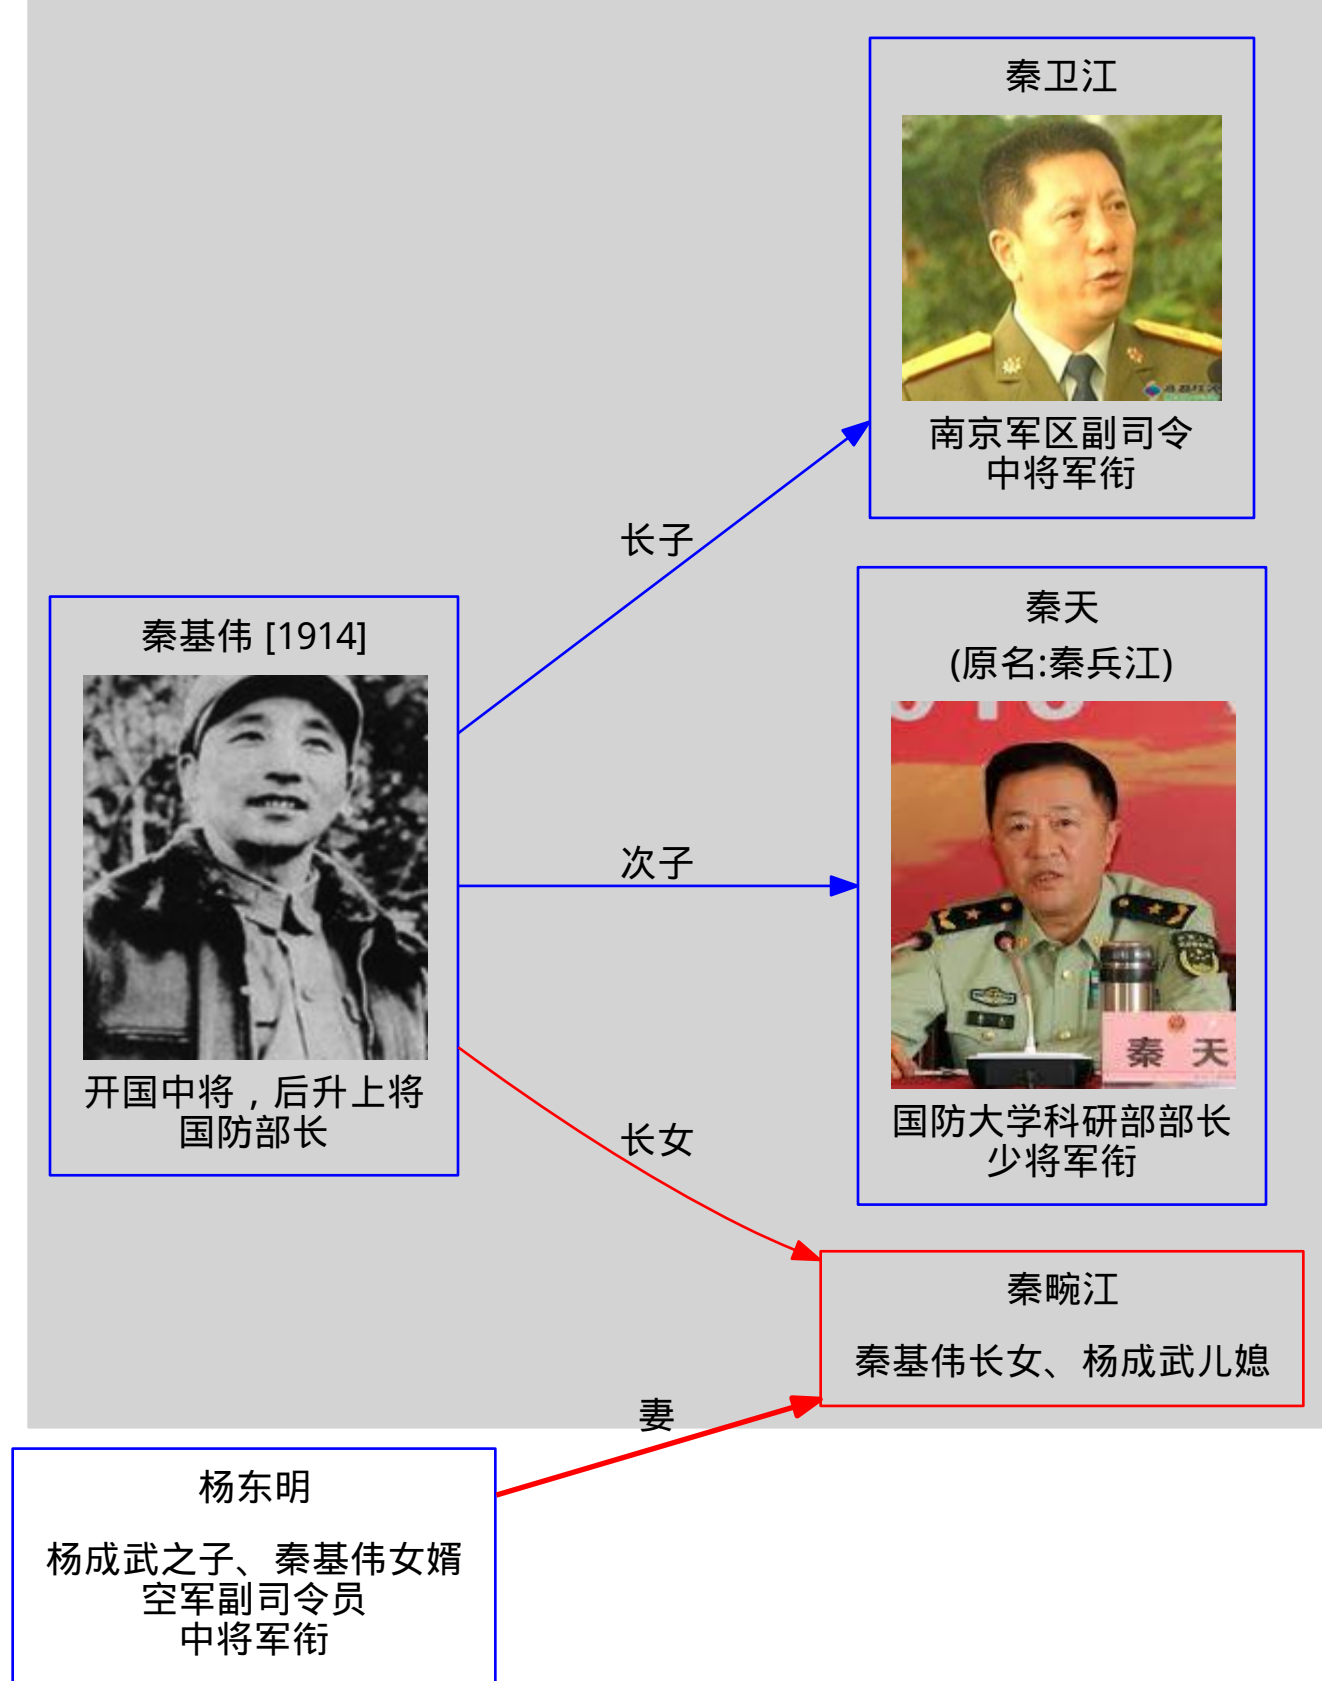 秦卫江
南京军区副司令
中将军衔
长子
秦基伟 [1914]
开国中将，后升上将
国防部长
次子
秦天
(原名:秦兵江)
秦 天
国防大学科研部部长
少将军衔
长女
秦畹江
秦基伟长女、杨成武儿媳
妻
杨东明
杨成武之子、秦基伟女婿
空军副司令员
中将军衔